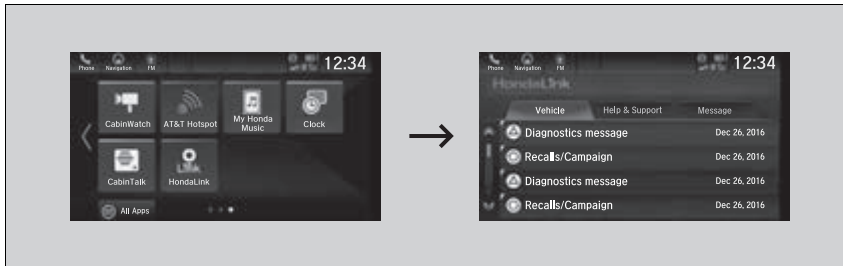 Phone Navigation FM 12:34
CabinWatch
AT&T Hotspot
My Honda
Music
Clock
CabinTalk
HondaLink
All Apps
Phone Navigation FM 12:34
HondaLink
Vehicle Help & Support Message
Diagnostics message Dec 26, 2016
Recalls/Campaign Dec 26, 2016
Diagnostics message Dec 26, 2016
Recalls/Campaign Dec 26, 2016